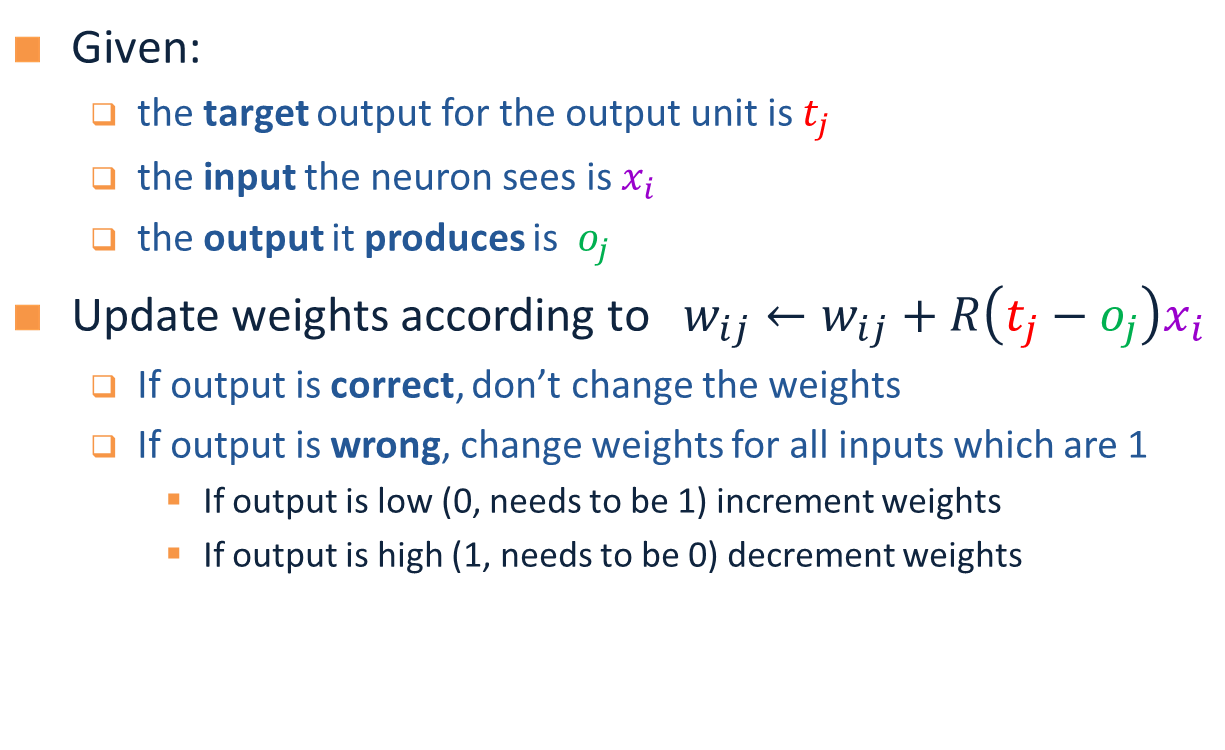 Given:
the target output for the output unit is tⱼ
the input the neuron sees is xᵢ
the output it produces is oⱼ
Update weights according to wᵢⱼ ← wᵢⱼ + R(tⱼ − oⱼ)xᵢ
If output is correct, don’t change the weights
If output is wrong, change weights for all inputs which are 1
If output is low (0, needs to be 1) increment weights
If output is high (1, needs to be 0) decrement weights